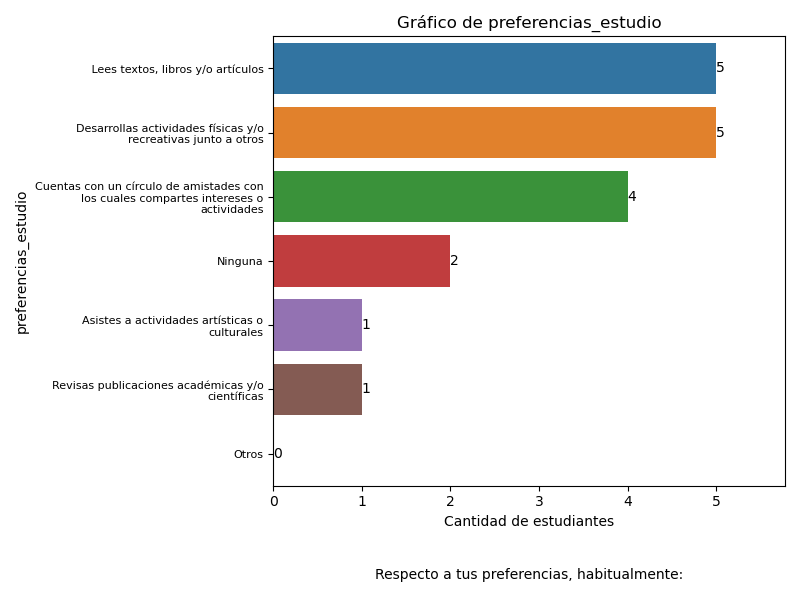 Gráfico de preferencias_estudio
Lees textos, libros y/o artículos
5
Desarrollas actividades físicas y/o
recreativas junto a otros
5
Cuentas con un círculo de amistades con
los cuales compartes intereses o
actividades
4
Ninguna
2
Asistes a actividades artísticas o
culturales
1
Revisas publicaciones académicas y/o
científicas
1
Otros
0
preferencias_estudio
0 1 2 3 4 5
Cantidad de estudiantes
Respecto a tus preferencias, habitualmente: